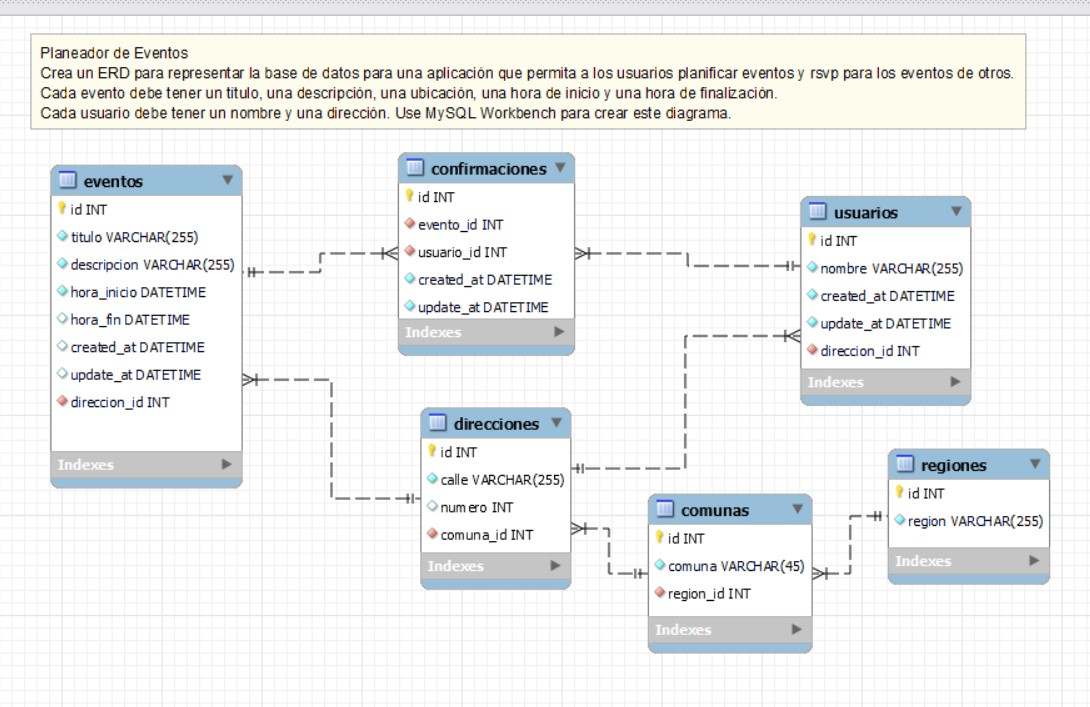 Planeador de Eventos
Crea un ERD para representar la base de datos para una aplicación que permita a los usuarios planificar eventos y rsvp para los eventos de otros.
Cada evento debe tener un título, una descripción, una ubicación, una hora de inicio y una hora de finalización.
Cada usuario debe tener un nombre y una dirección. Use MySQL Workbench para crear este diagrama.
eventos
id INT
titulo VARCHAR(255)
descripcion VARCHAR(255)
hora_inicio DATETIME
hora_fin DATETIME
created_at DATETIME
update_at DATETIME
direccion_id INT
Indexes
confirmaciones
id INT
evento_id INT
usuario_id INT
created_at DATETIME
update_at DATETIME
Indexes
usuarios
id INT
nombre VARCHAR(255)
created_at DATETIME
update_at DATETIME
direccion_id INT
Indexes
direcciones
id INT
calle VARCHAR(255)
numero INT
comuna_id INT
Indexes
comunas
id INT
comuna VARCHAR(45)
region_id INT
Indexes
regiones
id INT
region VARCHAR(255)
Indexes